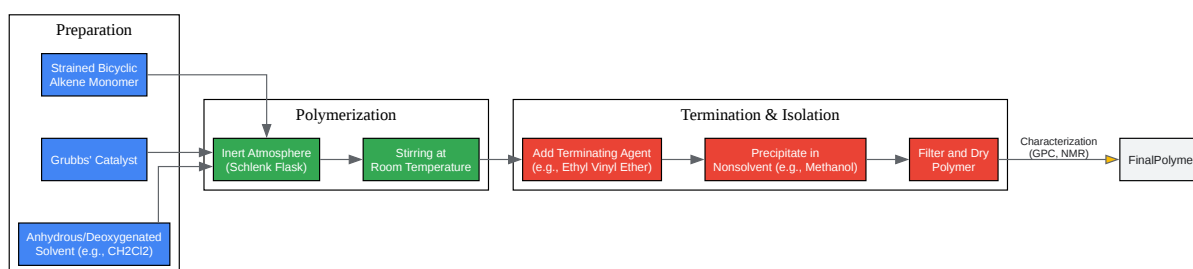 Preparation
Strained Bicyclic
Alkene Monomer
Grubbs' Catalyst
Anhydrous/Deoxygenated
Solvent (e.g., CH2Cl2)
Polymerization
Inert Atmosphere
(Schlenk Flask)
Stirring at
Room Temperature
Termination & Isolation
Add Terminating Agent
(e.g., Ethyl Vinyl Ether)
Precipitate in
Nonsolvent (e.g., Methanol)
Filter and Dry
Polymer
Characterization
(GPC, NMR)
FinalPolyme